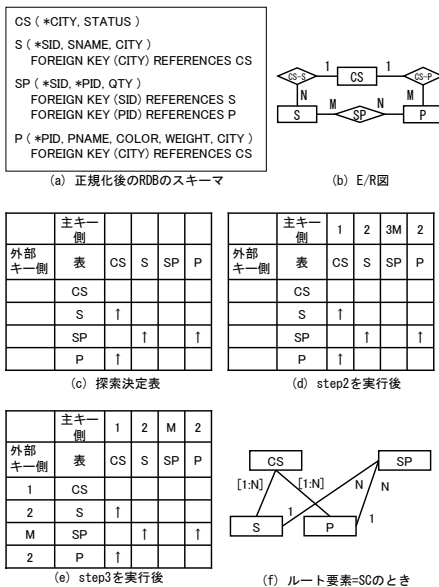 CS ( *CITY, STATUS )
S ( *SID, SNAME, CITY )
FOREIGN KEY (CITY) REFERENCES CS
SP ( *SID, *PID, QTY )
FOREIGN KEY (SID) REFERENCES S
FOREIGN KEY (PID) REFERENCES P
P ( *PID, PNAME, COLOR, WEIGHT, CITY )
FOREIGN KEY (CITY) REFERENCES CS
(a) 正規化後のRDBのスキーマ
CS-S 1 CS 1 CS-P
N M
S M SP N P
(b) E/R図
主キー側
外部キー側 表 CS S SP P
CS
S ↑
SP ↑ ↑
P ↑
(c) 探索決定表
主キー側 1 2 3M 2
外部キー側 表 CS S SP P
CS
S ↑
SP ↑ ↑
P ↑
(d) step2を実行後
主キー側 1 2 M 2
外部キー側 表 CS S SP P
1 CS
2 S ↑
M SP ↑ ↑
2 P ↑
(e) step3を実行後
CS SP
[1:N] [1:N] N N
1 1
S P
(f) ルート要素=SCのとき